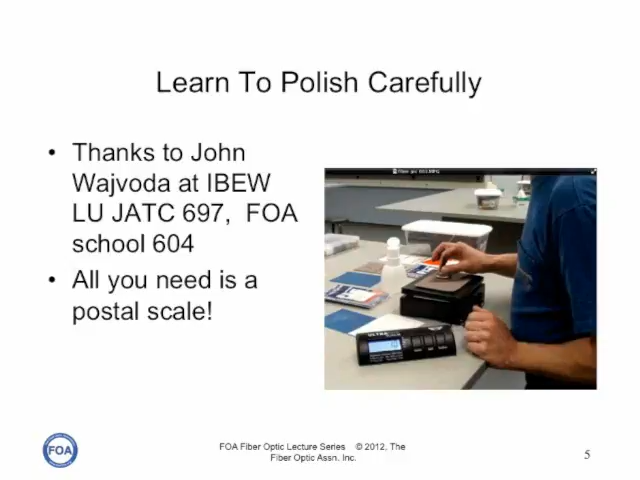 Learn To Polish Carefully
• Thanks to John
Wajvoda at IBEW
LU JATC 697,  FOA
school 604
• All you need is a
postal scale!
ULTRA
FOA
FOA Fiber Optic Lecture Series    © 2012, The
Fiber Optic Assn. Inc.
5